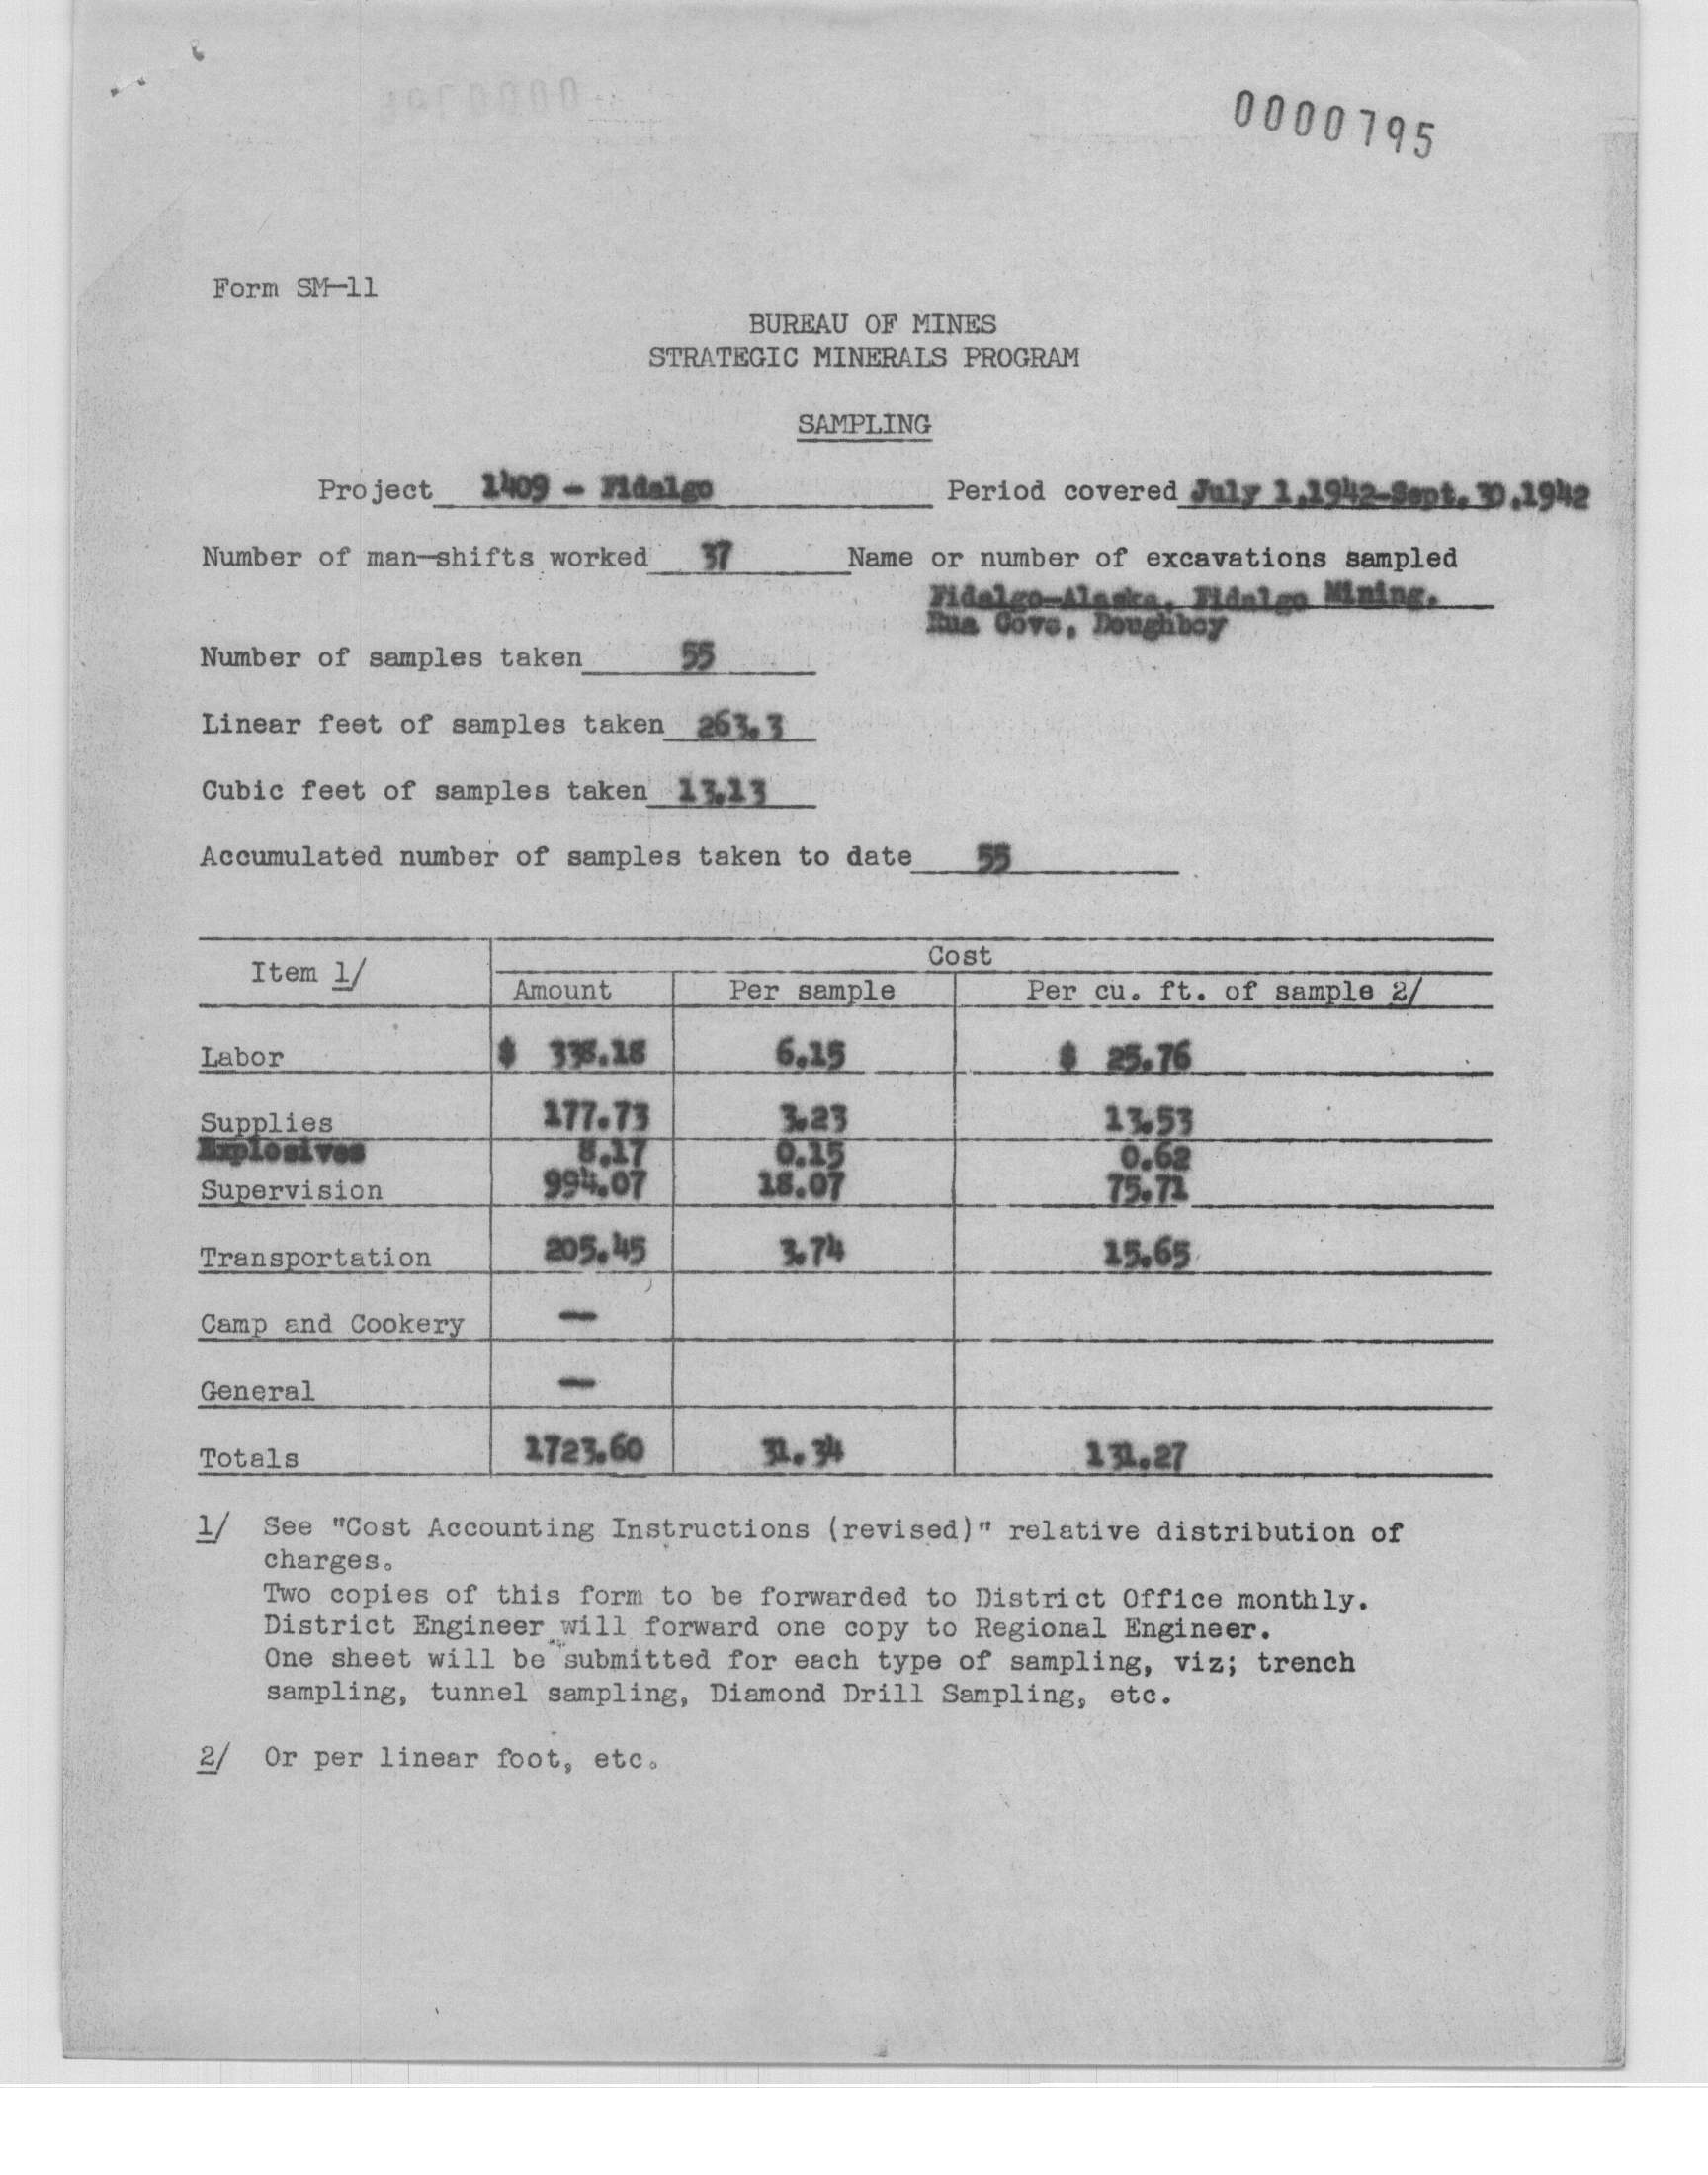 0000795
Form SM-11
BUREAU OF MINES
STRATEGIC MINERALS PROGRAM
SAMPLING
Project 1409 - Fidalgo Period covered July 1,1942-Sept. 30,1942
Number of man-shifts worked 37 Name or number of excavations sampled
Fidalgo-Alaska, Fidalgo Mining,
Rua Cove, Doughboy
Number of samples taken 55
Linear feet of samples taken 263.3
Cubic feet of samples taken 13.13
Accumulated number of samples taken to date 55
Item 1/ Cost
Amount Per sample Per cu. ft. of sample 2/
Labor $ 338.18 6.15 $ 25.76
Supplies 177.73 3.23 13.53
Explosives 8.17 0.15 0.62
Supervision 994.07 18.07 75.71
Transportation 205.45 3.74 15.65
Camp and Cookery —
General —
Totals 1723.60 31.34 131.27
1/ See "Cost Accounting Instructions (revised)" relative distribution of
charges.
Two copies of this form to be forwarded to District Office monthly.
District Engineer will forward one copy to Regional Engineer.
One sheet will be submitted for each type of sampling, viz; trench
sampling, tunnel sampling, Diamond Drill Sampling, etc.
2/ Or per linear foot, etc.